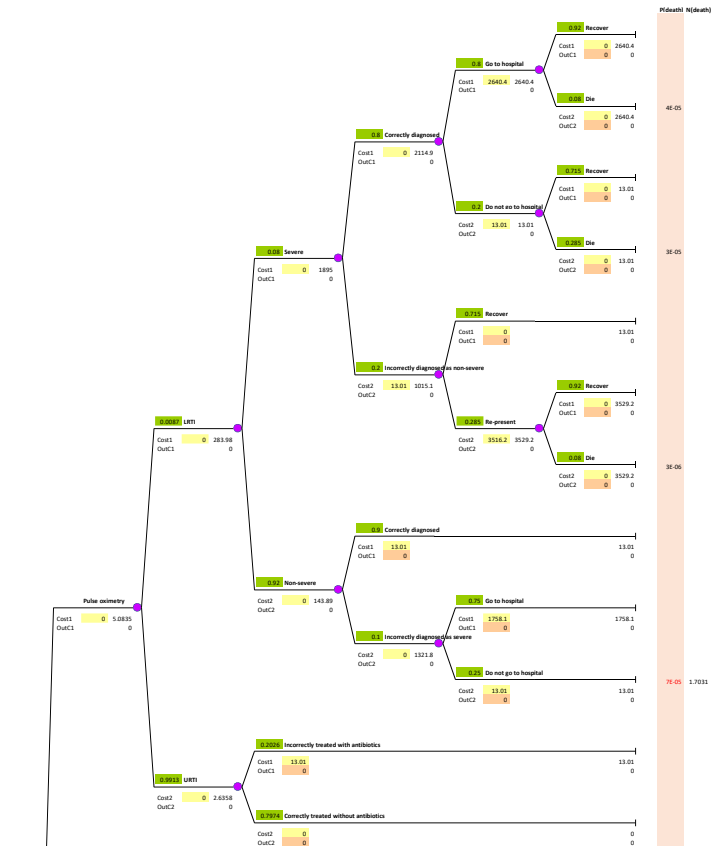 P(death) N(death)
0.92 Recover
Cost1 0 2640.4
OutC1 0 0
0.8 Go to hospital
Cost1 2640.4 2640.4
OutC1 0
0.08 Die
Cost2 0 2640.4
OutC2 0 0
4E-05
0.8 Correctly diagnosed
Cost1 0 2114.9
OutC1 0
0.715 Recover
Cost1 0 13.01
OutC1 0 0
0.2 Do not go to hospital
Cost2 13.01 13.01
OutC2 0
0.285 Die
Cost2 0 13.01
OutC2 0 0
3E-05
0.08 Severe
Cost1 0 1895
OutC1 0
0.715 Recover
Cost1 0 13.01
OutC1 0 0
0.2 Incorrectly diagnosed as non-severe
Cost2 13.01 1015.1
OutC2 0
0.92 Recover
Cost1 0 3529.2
OutC1 0 0
0.285 Re-present
Cost2 3516.2 3529.2
OutC2 0
0.08 Die
Cost2 0 3529.2
OutC2 0 0
3E-06
0.0087 LRTI
Cost1 0 283.98
OutC1 0
0.9 Correctly diagnosed
Cost1 13.01 13.01
OutC1 0 0
0.92 Non-severe
Cost2 0 143.89
OutC2 0
0.75 Go to hospital
Cost1 1758.1 1758.1
OutC1 0 0
0.1 Incorrectly diagnosed as severe
Cost2 0 1321.8
OutC2 0
0.25 Do not go to hospital
Cost2 13.01 13.01
OutC2 0 0
7E-05 1.7031
Pulse oximetry
Cost1 0 5.0835
OutC1 0
0.2026 Incorrectly treated with antibiotics
Cost1 13.01 13.01
OutC1 0 0
0.9913 URTI
Cost2 0 2.6358
OutC2 0
0.7974 Correctly treated without antibiotics
Cost2 0 0
OutC2 0 0